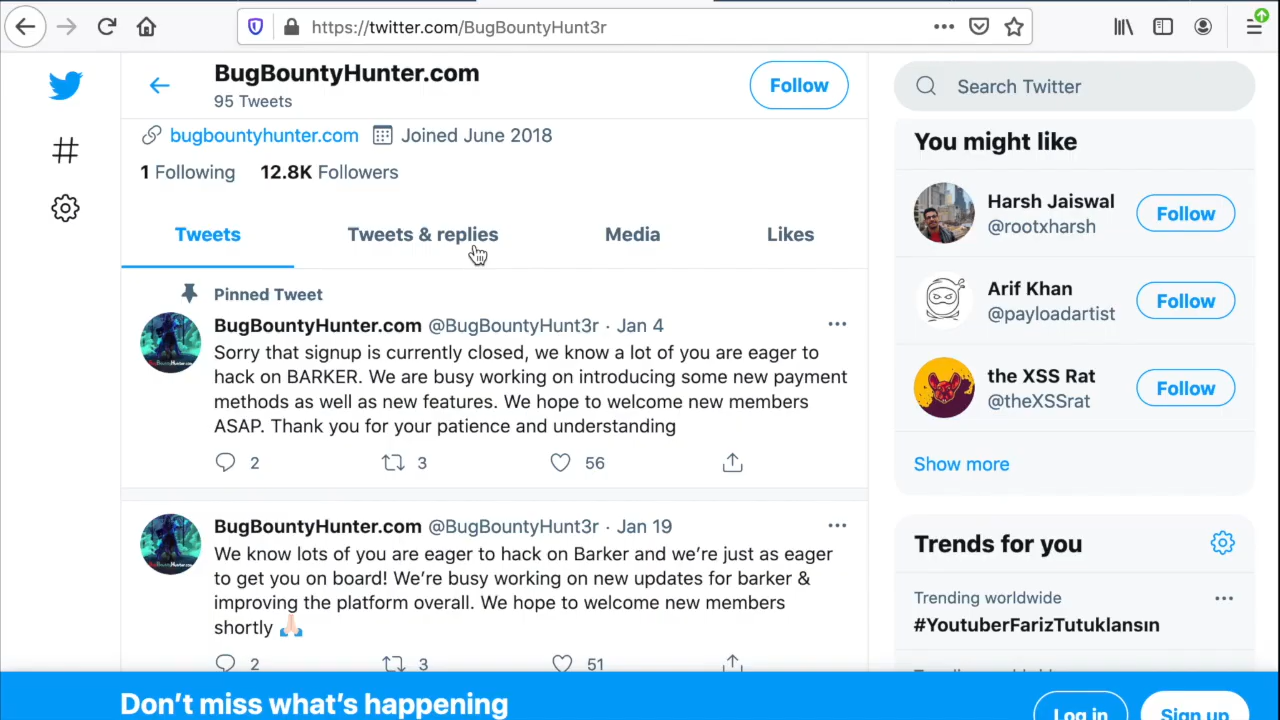 https://twitter.com/BugBountyHunt3r
BugBountyHunter.com
95 Tweets
Follow
Search Twitter
bugbountyhunter.com Joined June 2018
1 Following 12.8K Followers
Tweets Tweets & replies Media Likes
Pinned Tweet
BugBountyHunter.com @BugBountyHunt3r · Jan 4
Sorry that signup is currently closed, we know a lot of you are eager to
hack on BARKER. We are busy working on introducing some new payment
methods as well as new features. We hope to welcome new members
ASAP. Thank you for your patience and understanding
2 3 56
BugBountyHunter.com @BugBountyHunt3r · Jan 19
We know lots of you are eager to hack on Barker and we’re just as eager
to get you on board! We’re busy working on new updates for barker &
improving the platform overall. We hope to welcome new members
shortly 🙏🏻
2 3 51
You might like
Harsh Jaiswal
@rootxharsh
Follow
Arif Khan
@payloadartist
Follow
the XSS Rat
@theXSSrat
Follow
Show more
Trends for you
Trending worldwide
#YoutuberFarizTutuklansın
Don’t miss what’s happening
Log in
Sign up